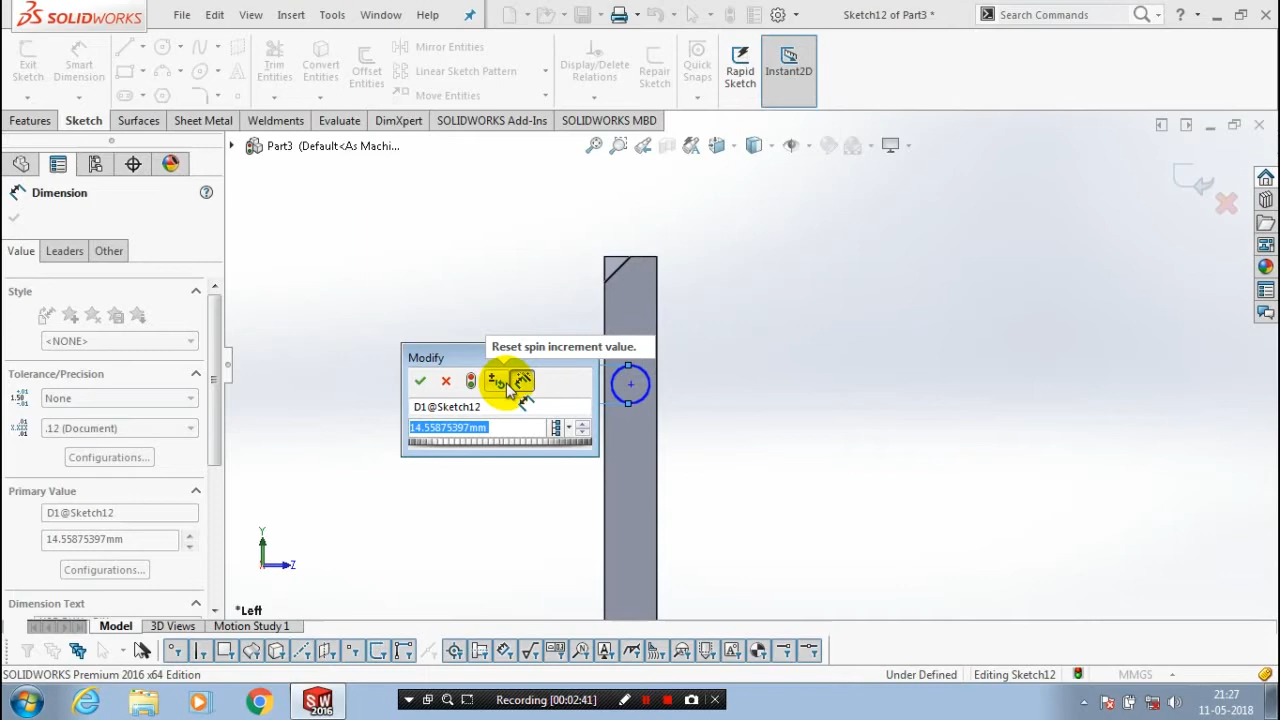 SOLIDWORKS File Edit View Insert Tools Window Help Sketch12 of Part3 * Search Commands ?
Exit Sketch Smart Dimension Trim Entities Convert Entities Offset Entities Mirror Entities Linear Sketch Pattern Move Entities Display/Delete Relations Repair Sketch Quick Snaps Rapid Sketch Instant2D
Features Sketch Surfaces Sheet Metal Weldments Evaluate DimXpert SOLIDWORKS Add-Ins SOLIDWORKS MBD
Part3 (Default<As Machi...
Dimension
Value Leaders Other
Style
<NONE>
Tolerance/Precision
None
.12 (Document)
Configurations...
Primary Value
D1@Sketch12
14.55875397mm
Configurations...
Dimension Text
Reset spin increment value.
Modify
D1@Sketch12
14.55875397mm
Y
Z
*Left
Model 3D Views Motion Study 1
SOLIDWORKS Premium 2016 x64 Edition Under Defined Editing Sketch12 MMGS
SW 2016 Recording [00:02:41] 21:27
11-05-2018